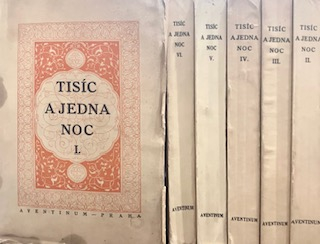 TISÍC
A JEDNA
NOC
I.
AVENTINUM—PRAHA
TISÍC
A JEDNA
NOC
VI.
AVENTINUM
TISÍC
A JEDNA
NOC
V.
AVENTINUM
TISÍC
A JEDNA
NOC
IV.
AVENTINUM
TISÍC
A JEDNA
NOC
III.
AVENTINUM
TISÍC
A JEDNA
NOC
II.
AVENTINUM